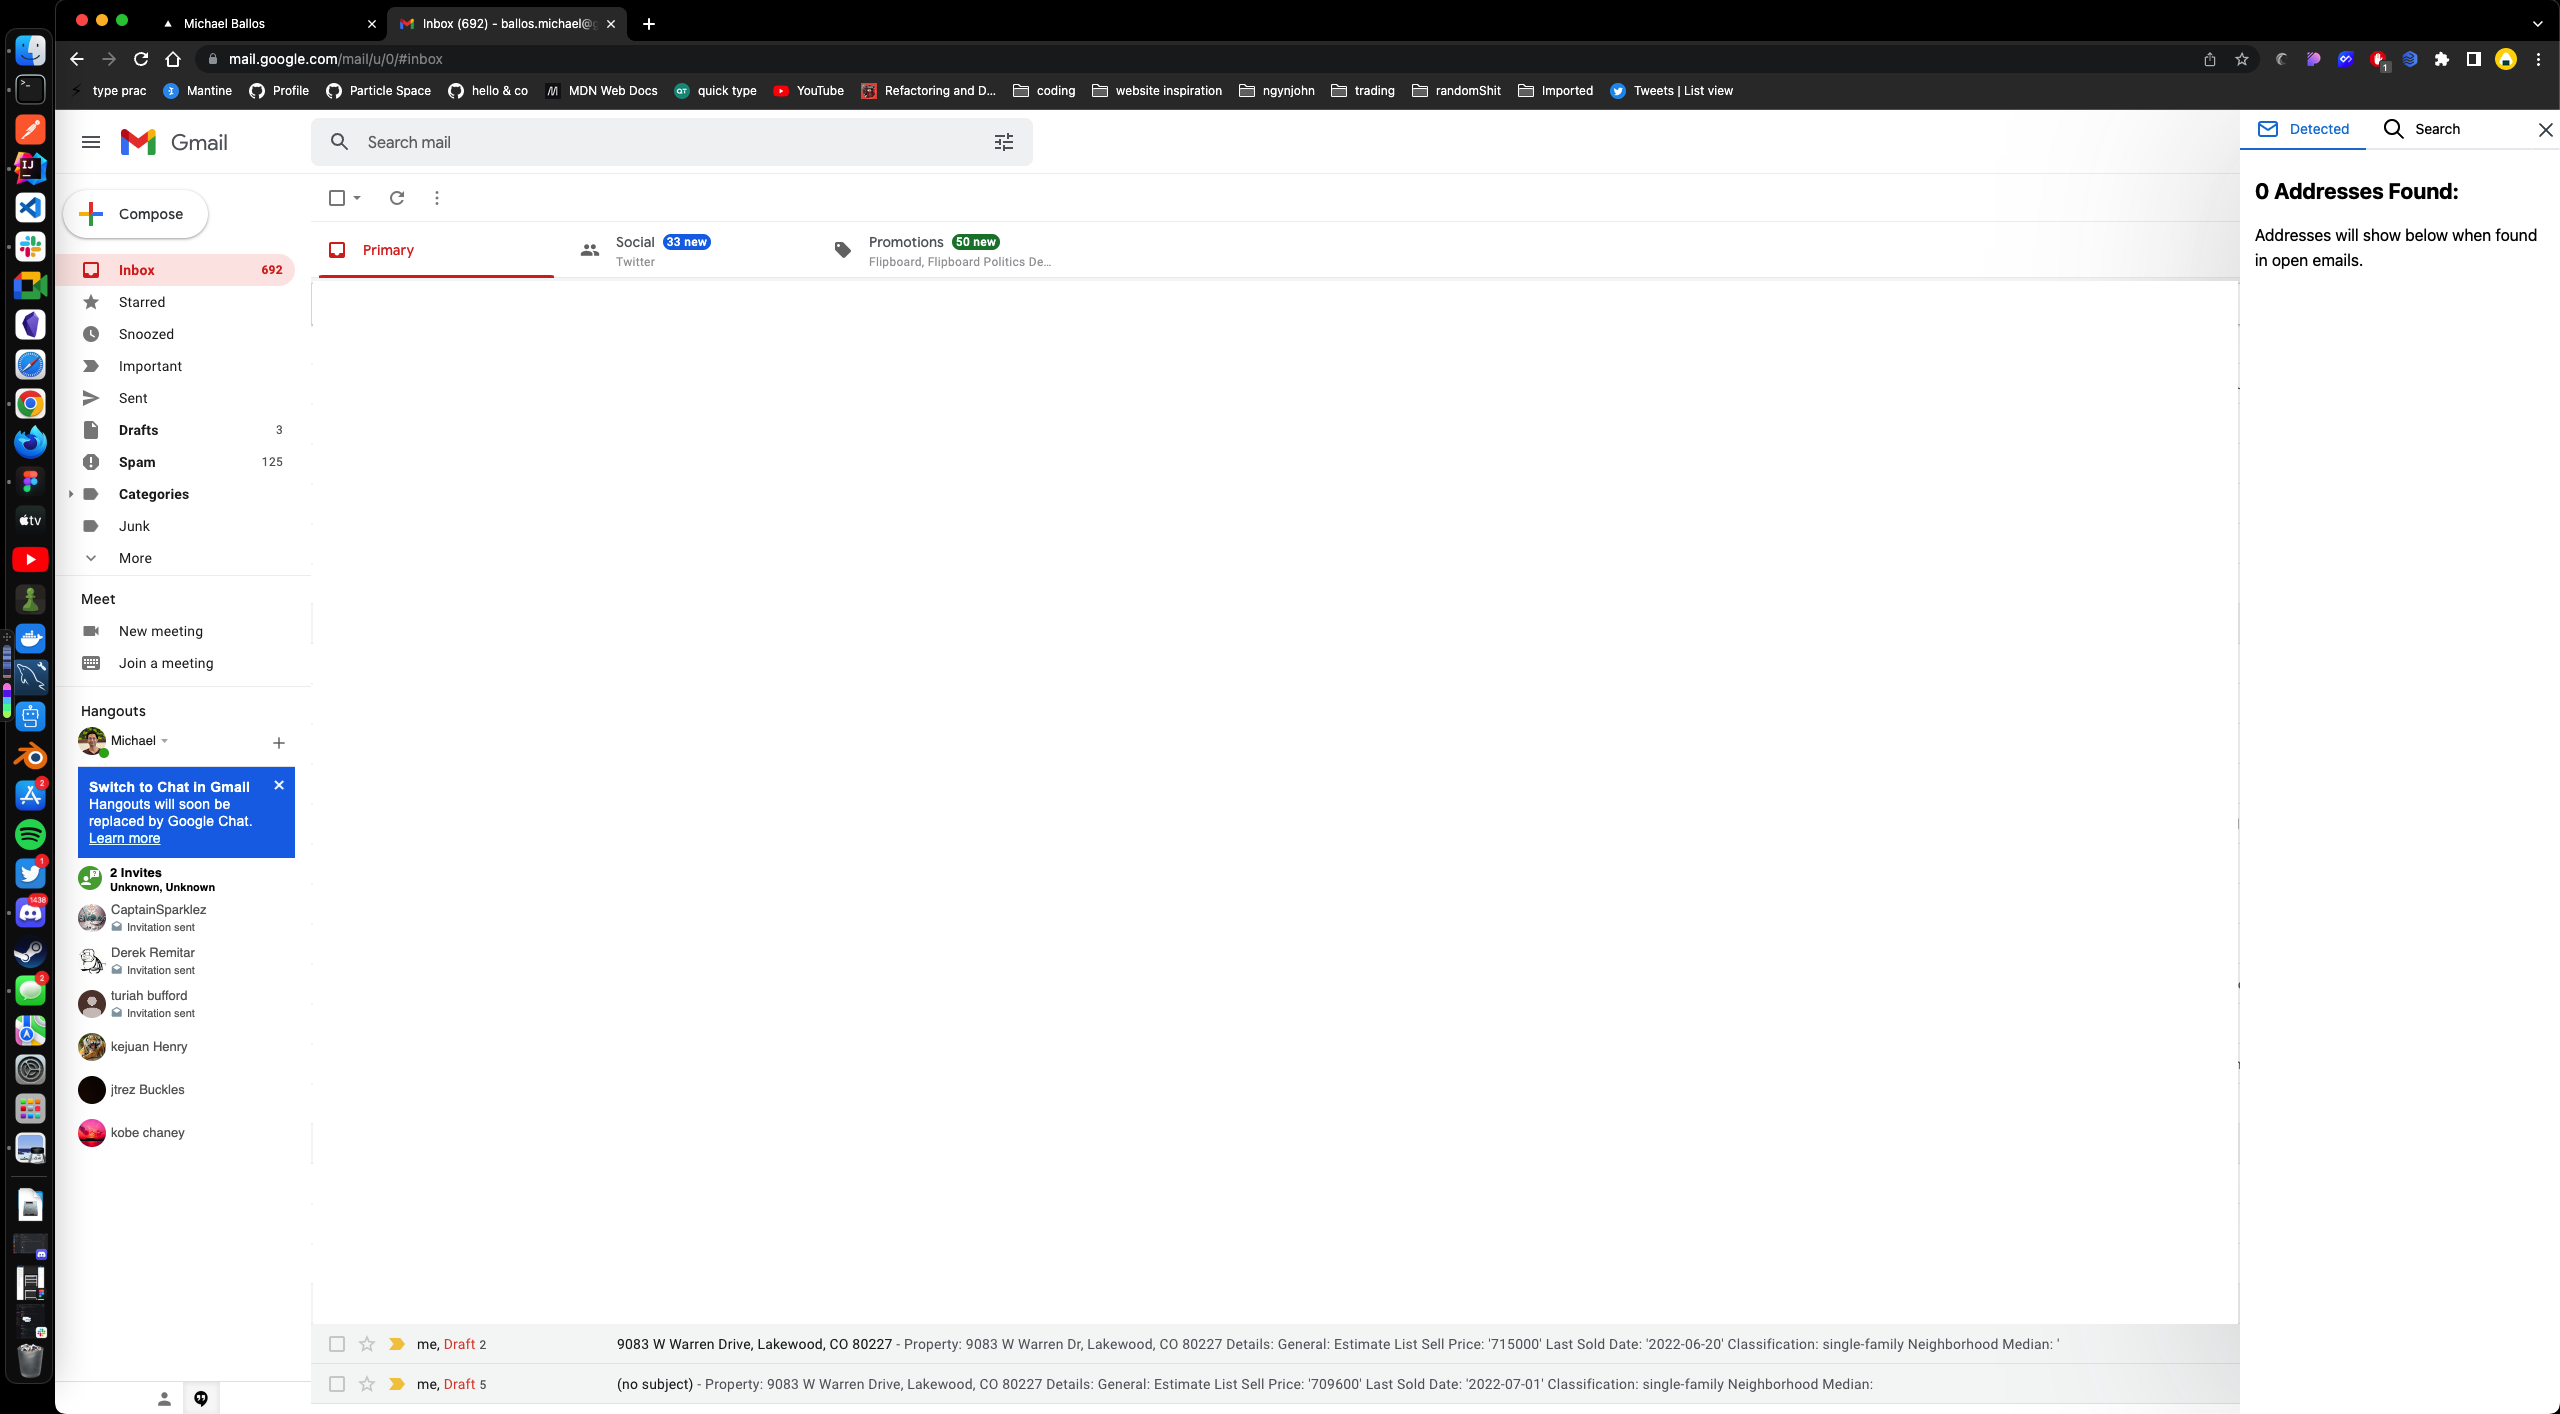 Michael Ballos
Inbox (692) - ballos.michael@
mail.google.com/mail/u/0/#inbox
1
type prac
Mantine
Profile
Particle Space
hello & co
MDN Web Docs
quick type
YouTube
Refactoring and D...
coding
website inspiration
ngynjohn
trading
randomShit
Imported
Tweets | List view
Gmail
Search mail
Detected
Search
0 Addresses Found:
Addresses will show below when found
in open emails.
Compose
Primary
Social 33 new
Twitter
Promotions 50 new
Flipboard, Flipboard Politics De...
Inbox 692
Starred
Snoozed
Important
Sent
Drafts 3
Spam 125
Categories
Junk
More
Meet
New meeting
Join a meeting
Hangouts
Michael
Switch to Chat in Gmail
Hangouts will soon be
replaced by Google Chat.
Learn more
2 Invites
Unknown, Unknown
CaptainSparklez
Invitation sent
Derek Remitar
Invitation sent
turiah bufford
Invitation sent
kejuan Henry
jtrez Buckles
kobe chaney
me, Draft 2 9083 W Warren Drive, Lakewood, CO 80227 - Property: 9083 W Warren Dr, Lakewood, CO 80227 Details: General: Estimate List Sell Price: '715000' Last Sold Date: '2022-06-20' Classification: single-family Neighborhood Median: '
me, Draft 5 (no subject) - Property: 9083 W Warren Drive, Lakewood, CO 80227 Details: General: Estimate List Sell Price: '709600' Last Sold Date: '2022-07-01' Classification: single-family Neighborhood Median:
IJ
tv
2
1
1438
2